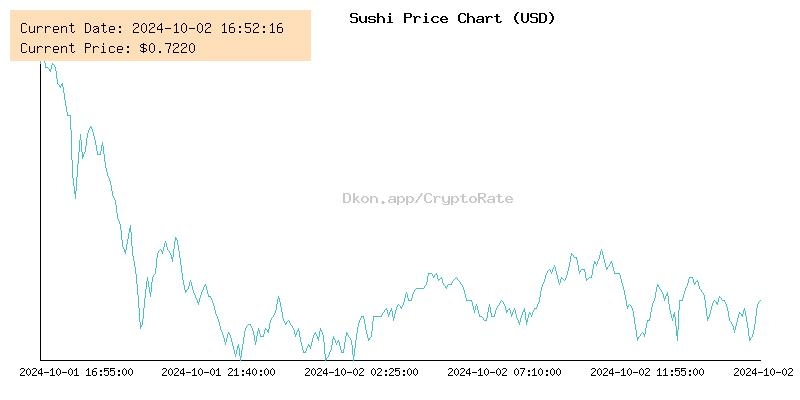 Sushi Price Chart (USD)
Current Date: 2024-10-02 16:52:16
Current Price: $0.7220
Dkon.app/CryptoRate
2024-10-01 16:55:00 2024-10-01 21:40:00 2024-10-02 02:25:00 2024-10-02 07:10:00 2024-10-02 11:55:00 2024-10-02